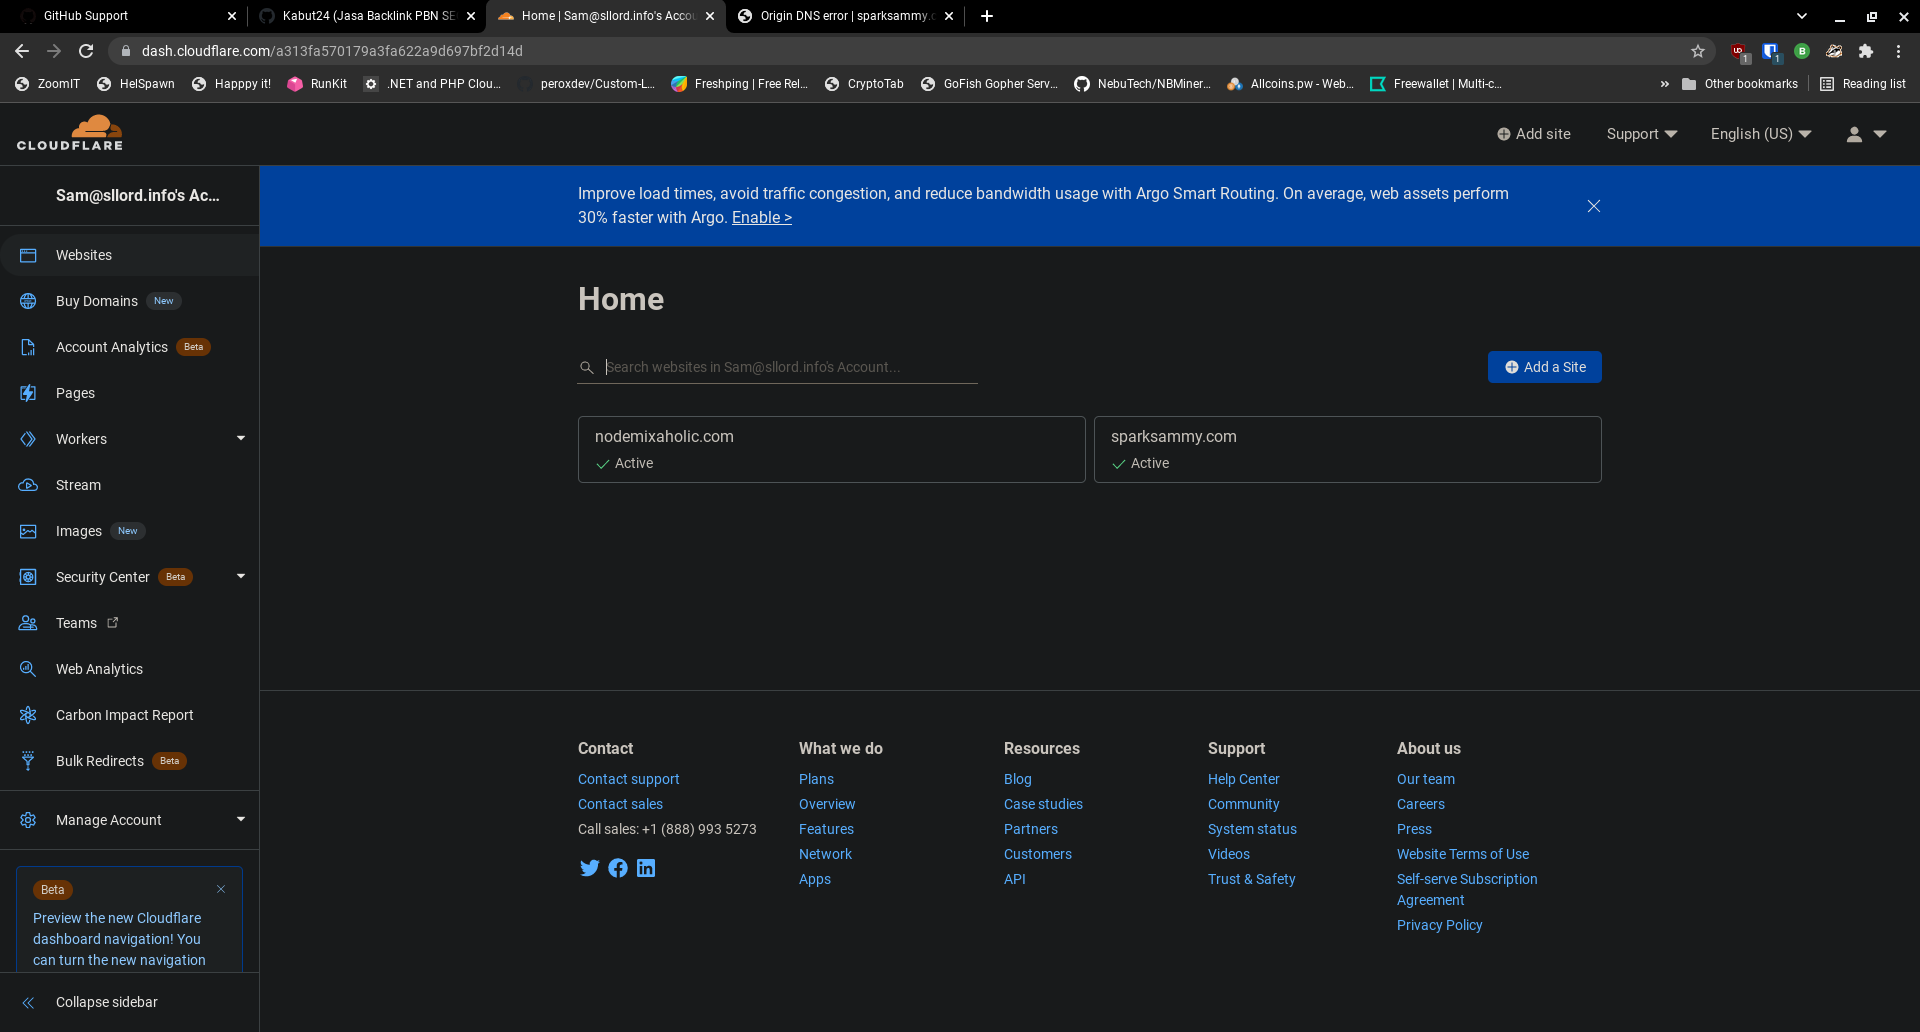 GitHub Support
Kabut24 (Jasa Backlink PBN SE
Home | Sam@sllord.info's Accou
Origin DNS error | sparksammy.c
dash.cloudflare.com/a313fa570179a3fa622a9d697bf2d14d
ZoomIT
HelSpawn
Happpy it!
RunKit
.NET and PHP Clou...
peroxdev/Custom-L...
Freshping | Free Rel...
CryptoTab
GoFish Gopher Serv...
NebuTech/NBMiner...
Allcoins.pw - Web...
Freewallet | Multi-c...
»
Other bookmarks
Reading list
CLOUDFLARE
Add site
Support
English (US)
Sam@sllord.info's Ac...
Websites
Buy Domains New
Account Analytics Beta
Pages
Workers
Stream
Images New
Security Center Beta
Teams
Web Analytics
Carbon Impact Report
Bulk Redirects Beta
Manage Account
Beta
Preview the new Cloudflare
dashboard navigation! You
can turn the new navigation
Collapse sidebar
Improve load times, avoid traffic congestion, and reduce bandwidth usage with Argo Smart Routing. On average, web assets perform
30% faster with Argo. Enable >
Home
Search websites in Sam@sllord.info's Account...
Add a Site
nodemixaholic.com
Active
sparksammy.com
Active
Contact
Contact support
Contact sales
Call sales: +1 (888) 993 5273
What we do
Plans
Overview
Features
Network
Apps
Resources
Blog
Case studies
Partners
Customers
API
Support
Help Center
Community
System status
Videos
Trust & Safety
About us
Our team
Careers
Press
Website Terms of Use
Self-serve Subscription
Agreement
Privacy Policy